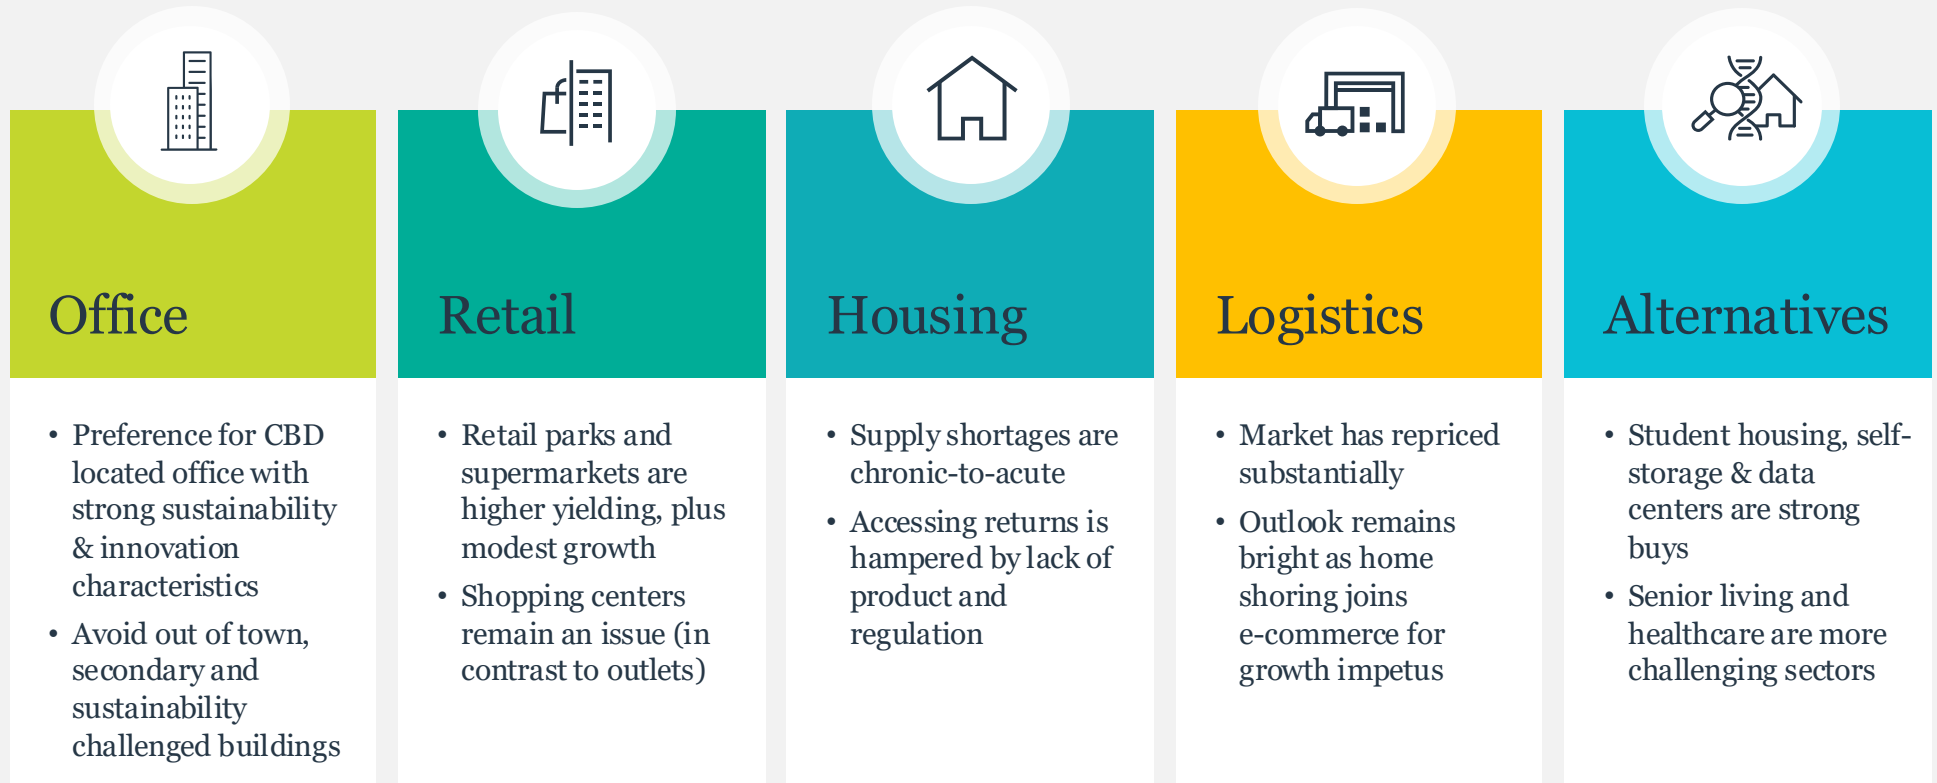 Office
• Preference for CBD
located office with
strong sustainability
& innovation
characteristics
• Avoid out of town,
secondary and
sustainability
challenged buildings
Retail
• Retail parks and
supermarkets are
higher yielding, plus
modest growth
• Shopping centers
remain an issue (in
contrast to outlets)
Housing
• Supply shortages are
chronic-to-acute
• Accessing returns is
hampered by lack of
product and
regulation
Logistics
• Market has repriced
substantially
• Outlook remains
bright as home
shoring joins
e-commerce for
growth impetus
Alternatives
• Student housing, self-
storage & data
centers are strong
buys
• Senior living and
healthcare are more
challenging sectors